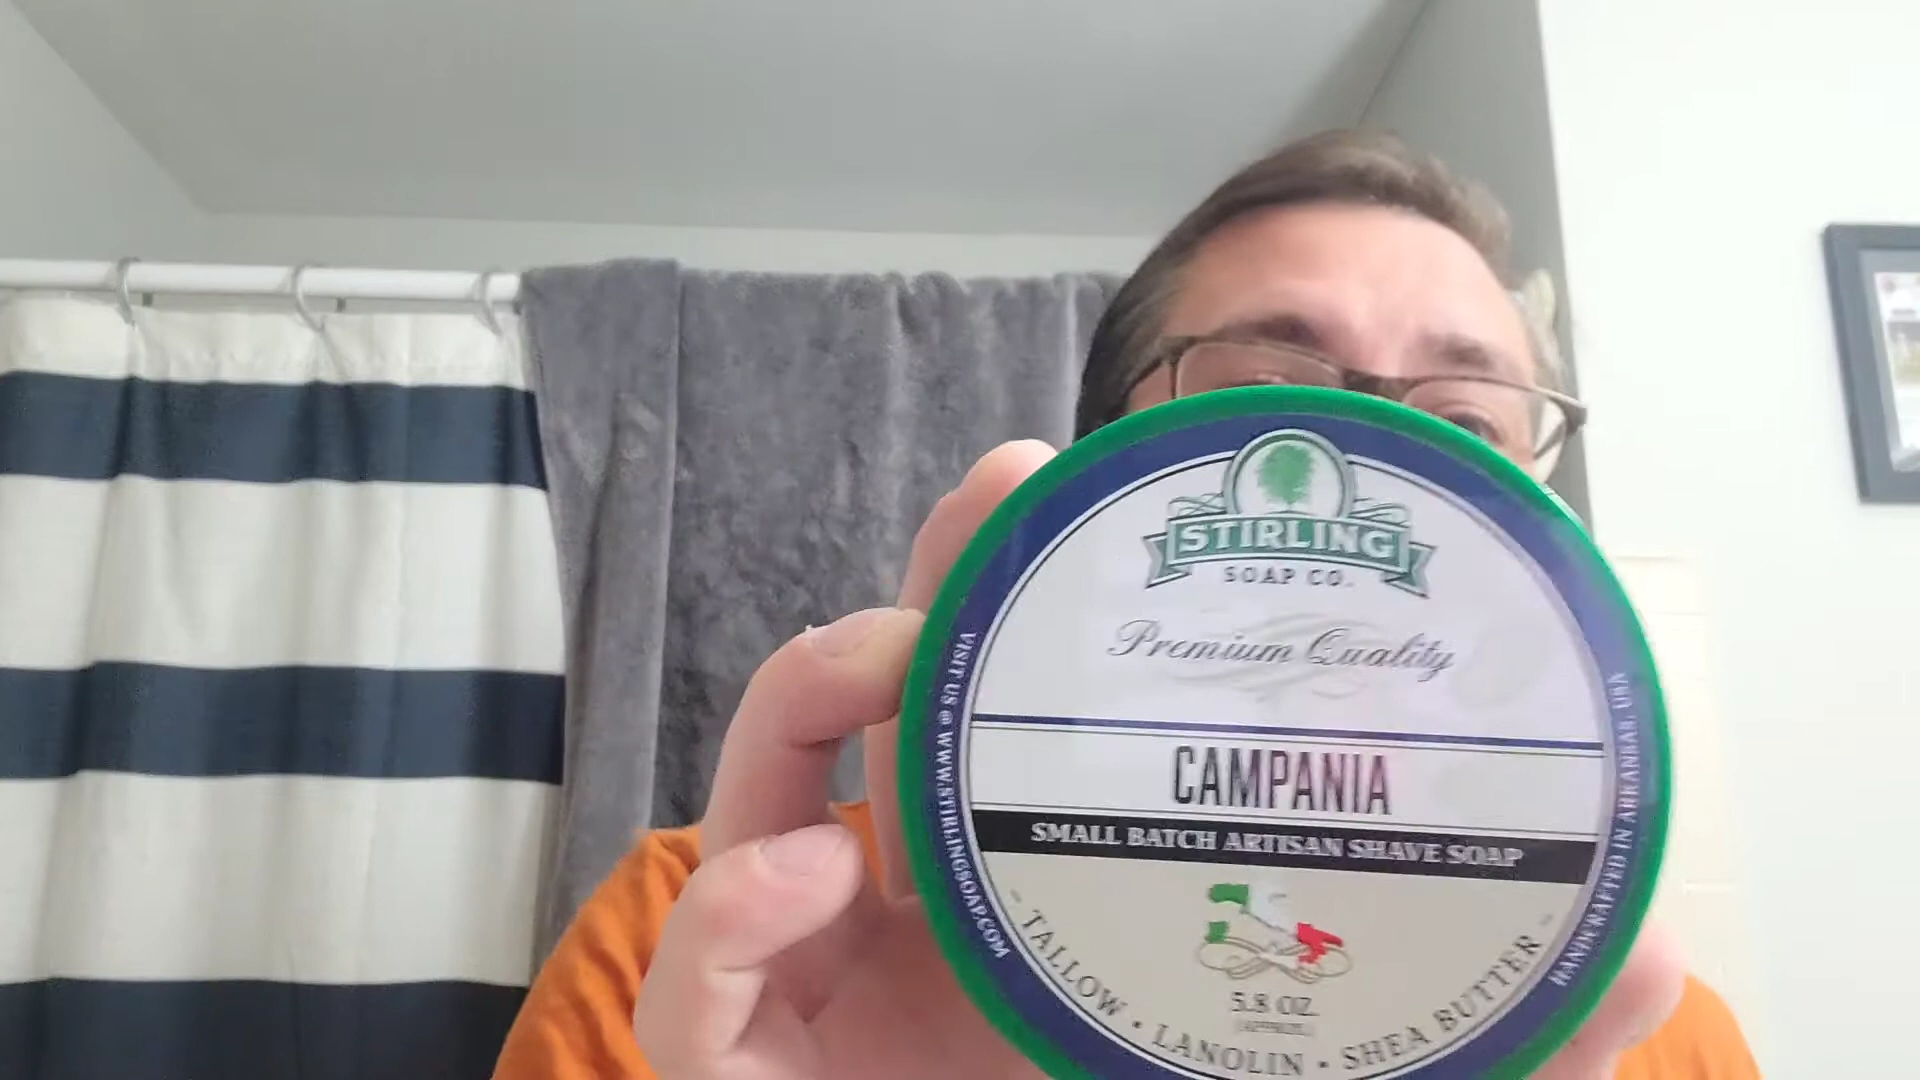 STIRLING
SOAP CO.
Premium Quality
CAMPANIA
SMALL BATCH ARTISAN SHAVE SOAP
5.8 OZ.
(APPROX.)
- TALLOW • LANOLIN • SHEA BUTTER -
VISIT US @ WWW.STIRLINGSOAP.COM
HANDCRAFTED IN ARKANSAS, USA